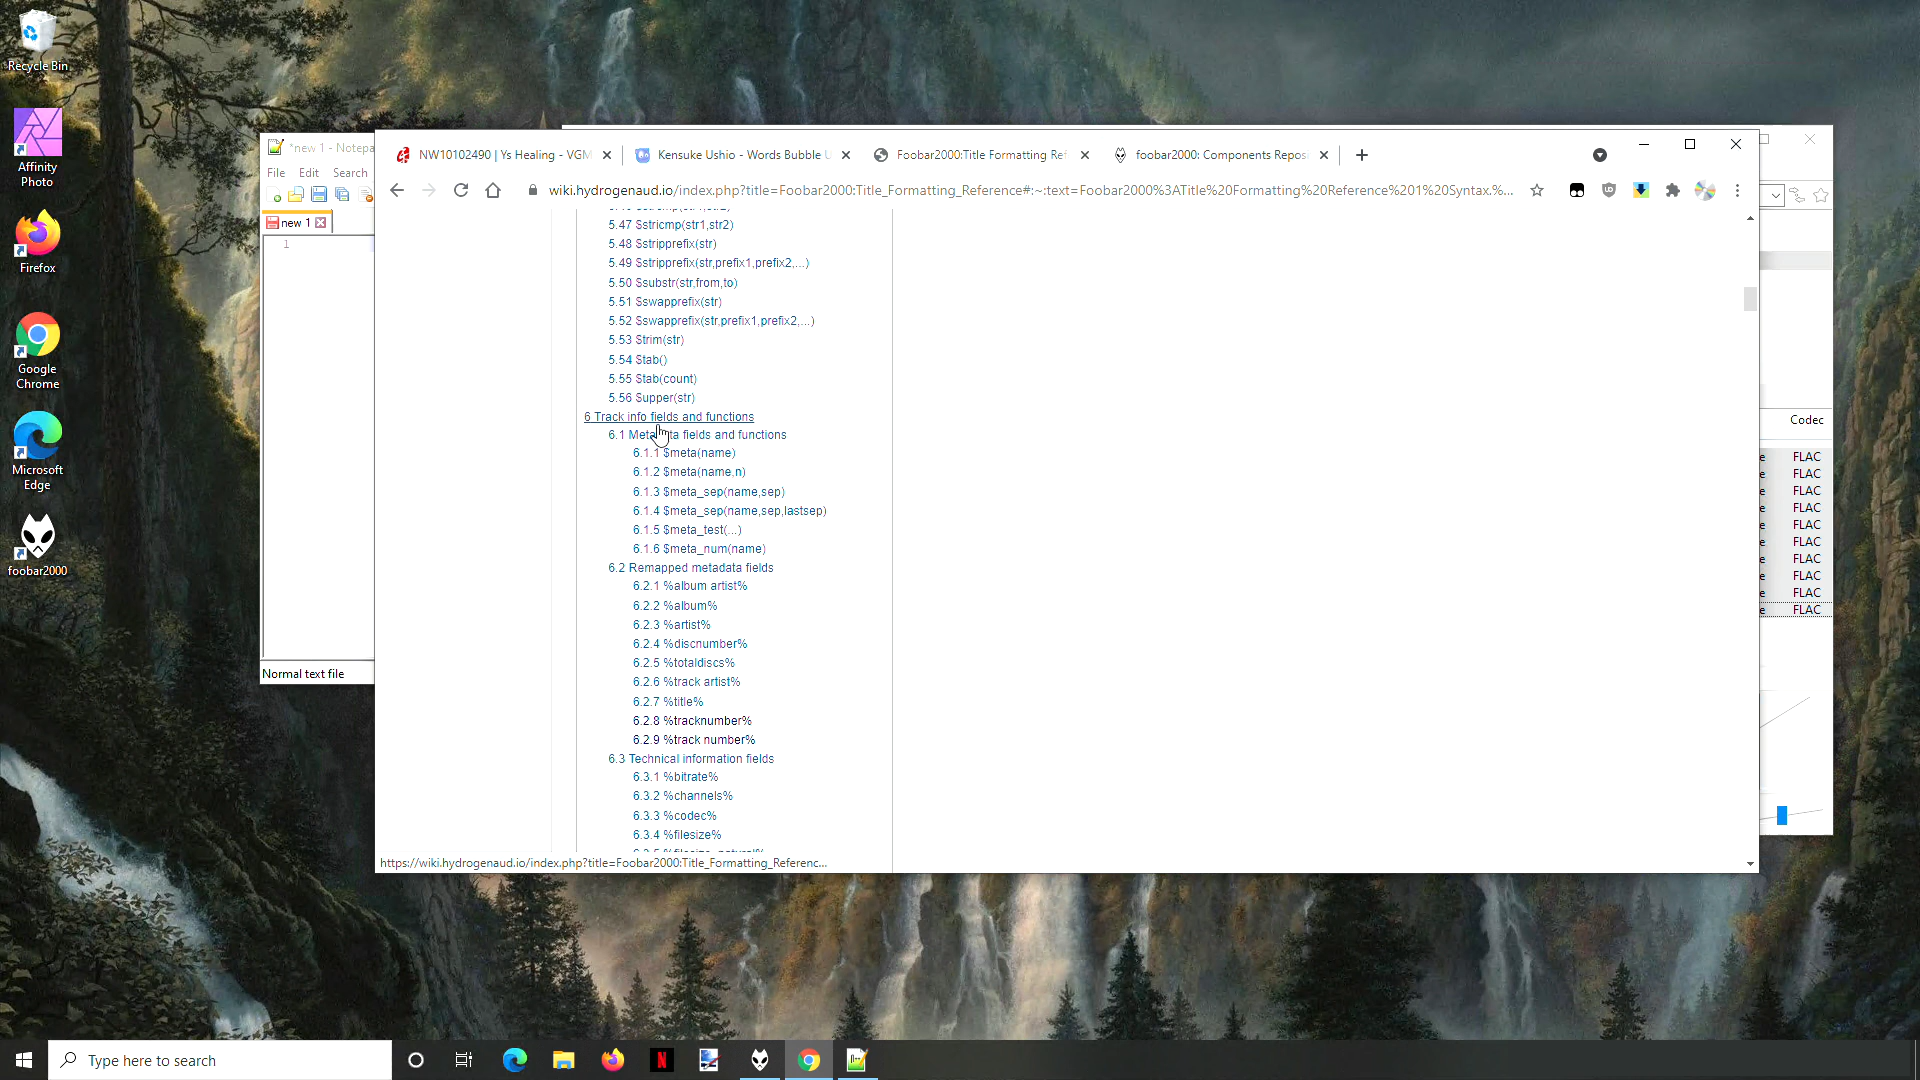 Recycle Bin
Affinity
Photo
Firefox
Google
Chrome
Microsoft
Edge
foobar2000
*new 1 - Notepa
File Edit Search
new 1
1
Normal text file
NW10102490 | Ys Healing - VGM
Kensuke Ushio - Words Bubble U
Foobar2000:Title Formatting Ref
foobar2000: Components Repos
wiki.hydrogenaud.io/index.php?title=Foobar2000:Title_Formatting_Reference#:~:text=Foobar2000%3ATitle%20Formatting%20Reference%201%20Syntax.%...
5.47 $stricmp(str1,str2)
5.48 $stripprefix(str)
5.49 $stripprefix(str,prefix1,prefix2,...)
5.50 $substr(str,from,to)
5.51 $swapprefix(str)
5.52 $swapprefix(str,prefix1,prefix2,...)
5.53 $trim(str)
5.54 $tab()
5.55 $tab(count)
5.56 $upper(str)
6 Track info fields and functions
6.1 Metadata fields and functions
6.1.1 $meta(name)
6.1.2 $meta(name,n)
6.1.3 $meta_sep(name,sep)
6.1.4 $meta_sep(name,sep,lastsep)
6.1.5 $meta_test(...)
6.1.6 $meta_num(name)
6.2 Remapped metadata fields
6.2.1 %album artist%
6.2.2 %album%
6.2.3 %artist%
6.2.4 %discnumber%
6.2.5 %totaldiscs%
6.2.6 %track artist%
6.2.7 %title%
6.2.8 %tracknumber%
6.2.9 %track number%
6.3 Technical information fields
6.3.1 %bitrate%
6.3.2 %channels%
6.3.3 %codec%
6.3.4 %filesize%
https://wiki.hydrogenaud.io/index.php?title=Foobar2000:Title_Formatting_Referenc...
Codec
e FLAC
e FLAC
e FLAC
e FLAC
e FLAC
e FLAC
e FLAC
e FLAC
e FLAC
e FLAC
Type here to search